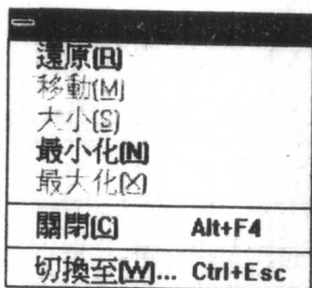 還原(R)
移動(M)
大小(S)
最小化(N)
最大化(X)
關閉(C) Alt+F4
切換至(W)... Ctrl+Esc